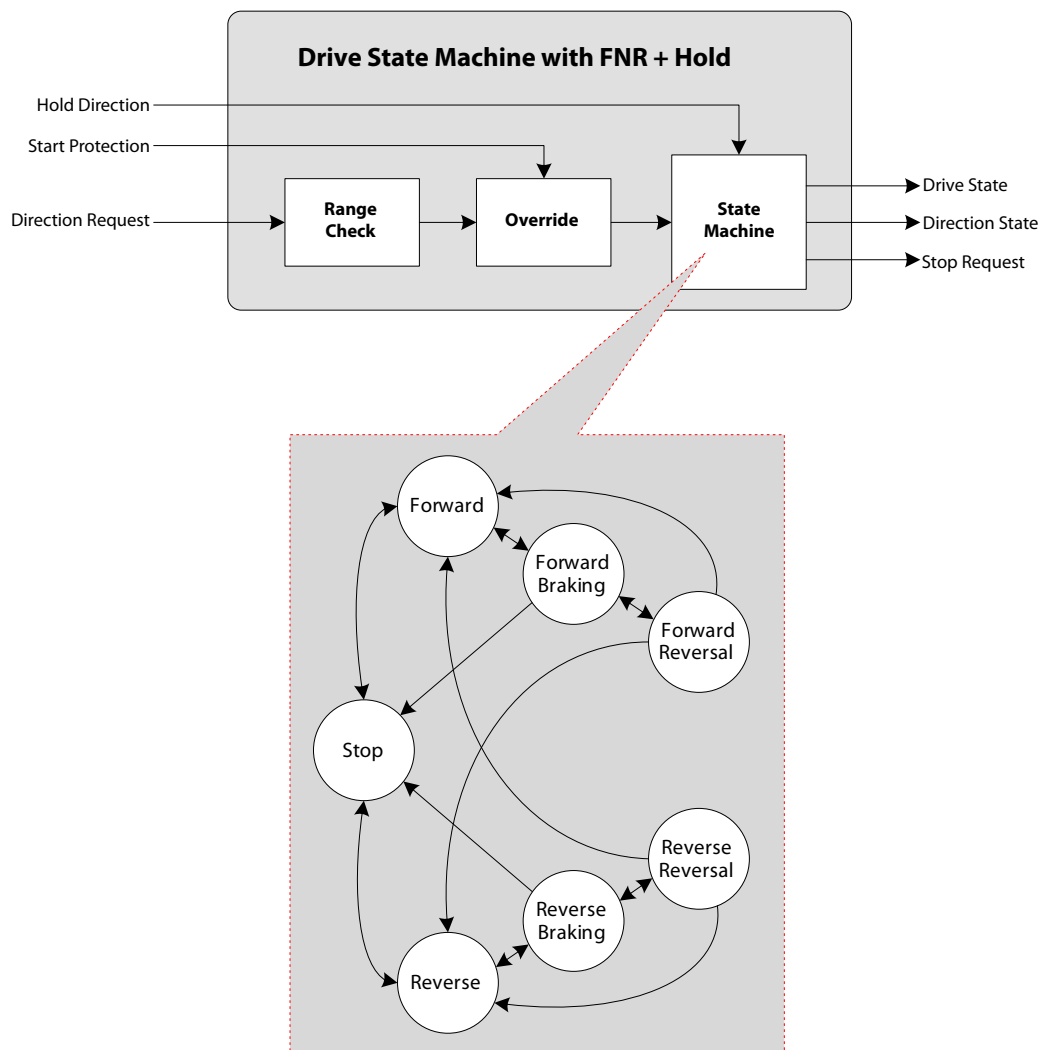 Drive State Machine with FNR + Hold
Hold Direction
Start Protection
Direction Request
Range
Check
Override
State
Machine
Drive State
Direction State
Stop Request
Forward
Forward
Braking
Forward
Reversal
Stop
Reverse
Reversal
Reverse
Braking
Reverse